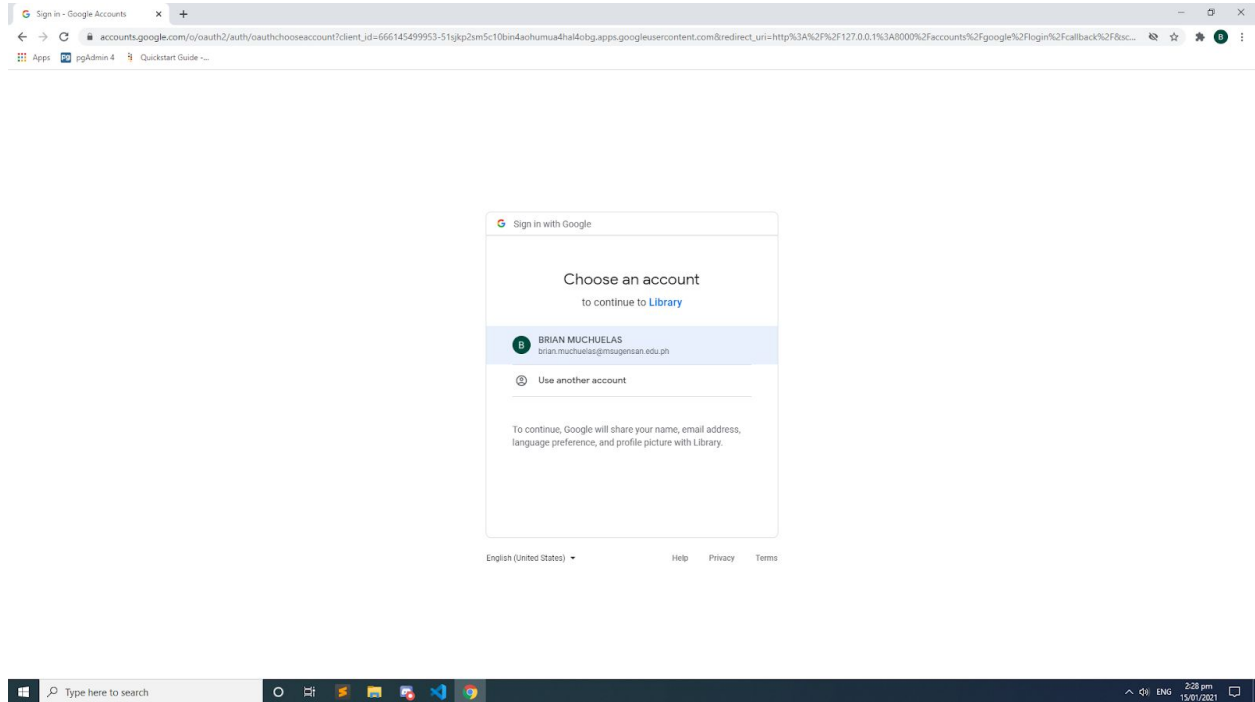 Sign in - Google Accounts
accounts.google.com/o/oauth2/auth/oauthchooseaccount?client_id=666145499953-51sjkp2sm5c10bin4aohumua4hal4obg.apps.googleusercontent.com&redirect_uri=http%3A%2F%2F127.0.0.1%3A8000%2Faccounts%2Fgoogle%2Flogin%2Fcallback%2F&sc...
B
Apps pgAdmin 4 Quickstart Guide -...
G Sign in with Google
Choose an account
to continue to Library
B BRIAN MUCHUELAS
brian.muchuelas@msugensan.edu.ph
Use another account
To continue, Google will share your name, email address,
language preference, and profile picture with Library.
English (United States) Help Privacy Terms
Type here to search
ENG 2:28 pm
15/01/2021